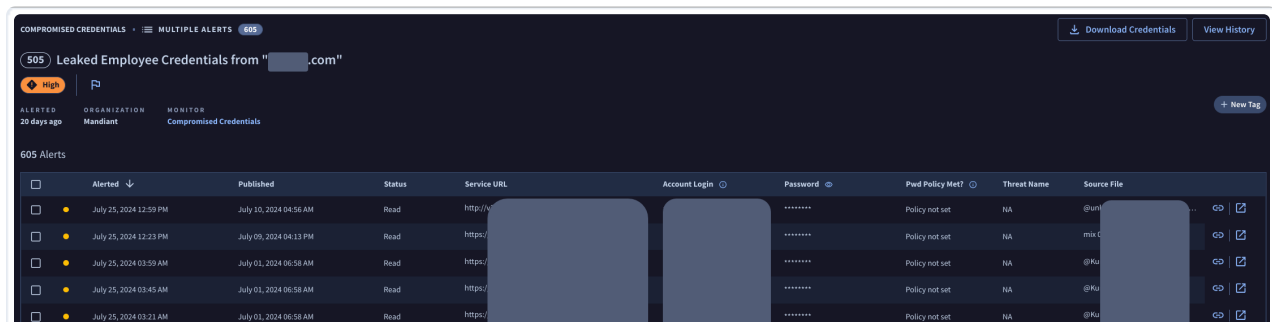 COMPROMISED CREDENTIALS • MULTIPLE ALERTS 605
Download Credentials View History
505 Leaked Employee Credentials from " .com"
High
ALERTED ORGANIZATION MONITOR
20 days ago Mandiant Compromised Credentials
+ New Tag
605 Alerts
Alerted ↓ Published Status Service URL Account Login Password Pwd Policy Met? Threat Name Source File
July 25, 2024 12:59 PM July 10, 2024 04:56 AM Read http:/ ******** Policy not set NA @unl ...
July 25, 2024 12:23 PM July 09, 2024 04:13 PM Read https:/ ******** Policy not set NA mix
July 25, 2024 03:59 AM July 01, 2024 06:58 AM Read https:/ ******** Policy not set NA @Ku
July 25, 2024 03:45 AM July 01, 2024 06:58 AM Read https:/ ******** Policy not set NA @Ku
July 25, 2024 03:21 AM July 01, 2024 06:58 AM Read https:/ ******** Policy not set NA @Ku